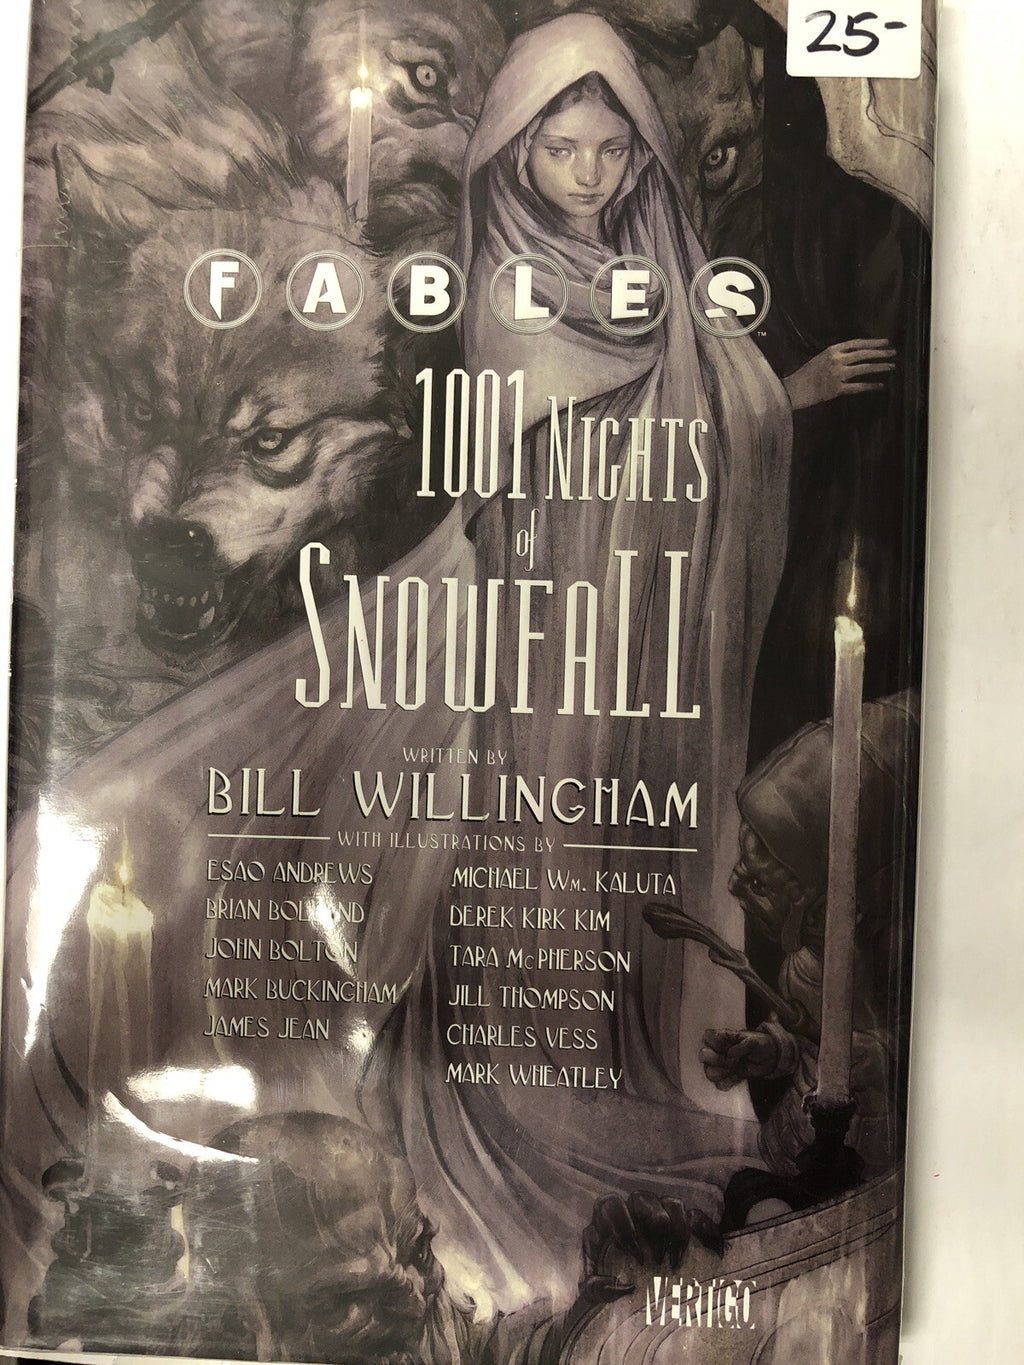 25-
FABLES™
1001 NIGHTS
of
SNOWFALL
WRITTEN BY
BILL WILLINGHAM
WITH ILLUSTRATIONS BY
ESAO ANDREWS
BRIAN BOLLAND
JOHN BOLTON
MARK BUCKINGHAM
JAMES JEAN
MICHAEL WM. KALUTA
DEREK KIRK KIM
TARA McPHERSON
JILL THOMPSON
CHARLES VESS
MARK WHEATLEY
VERTIGO